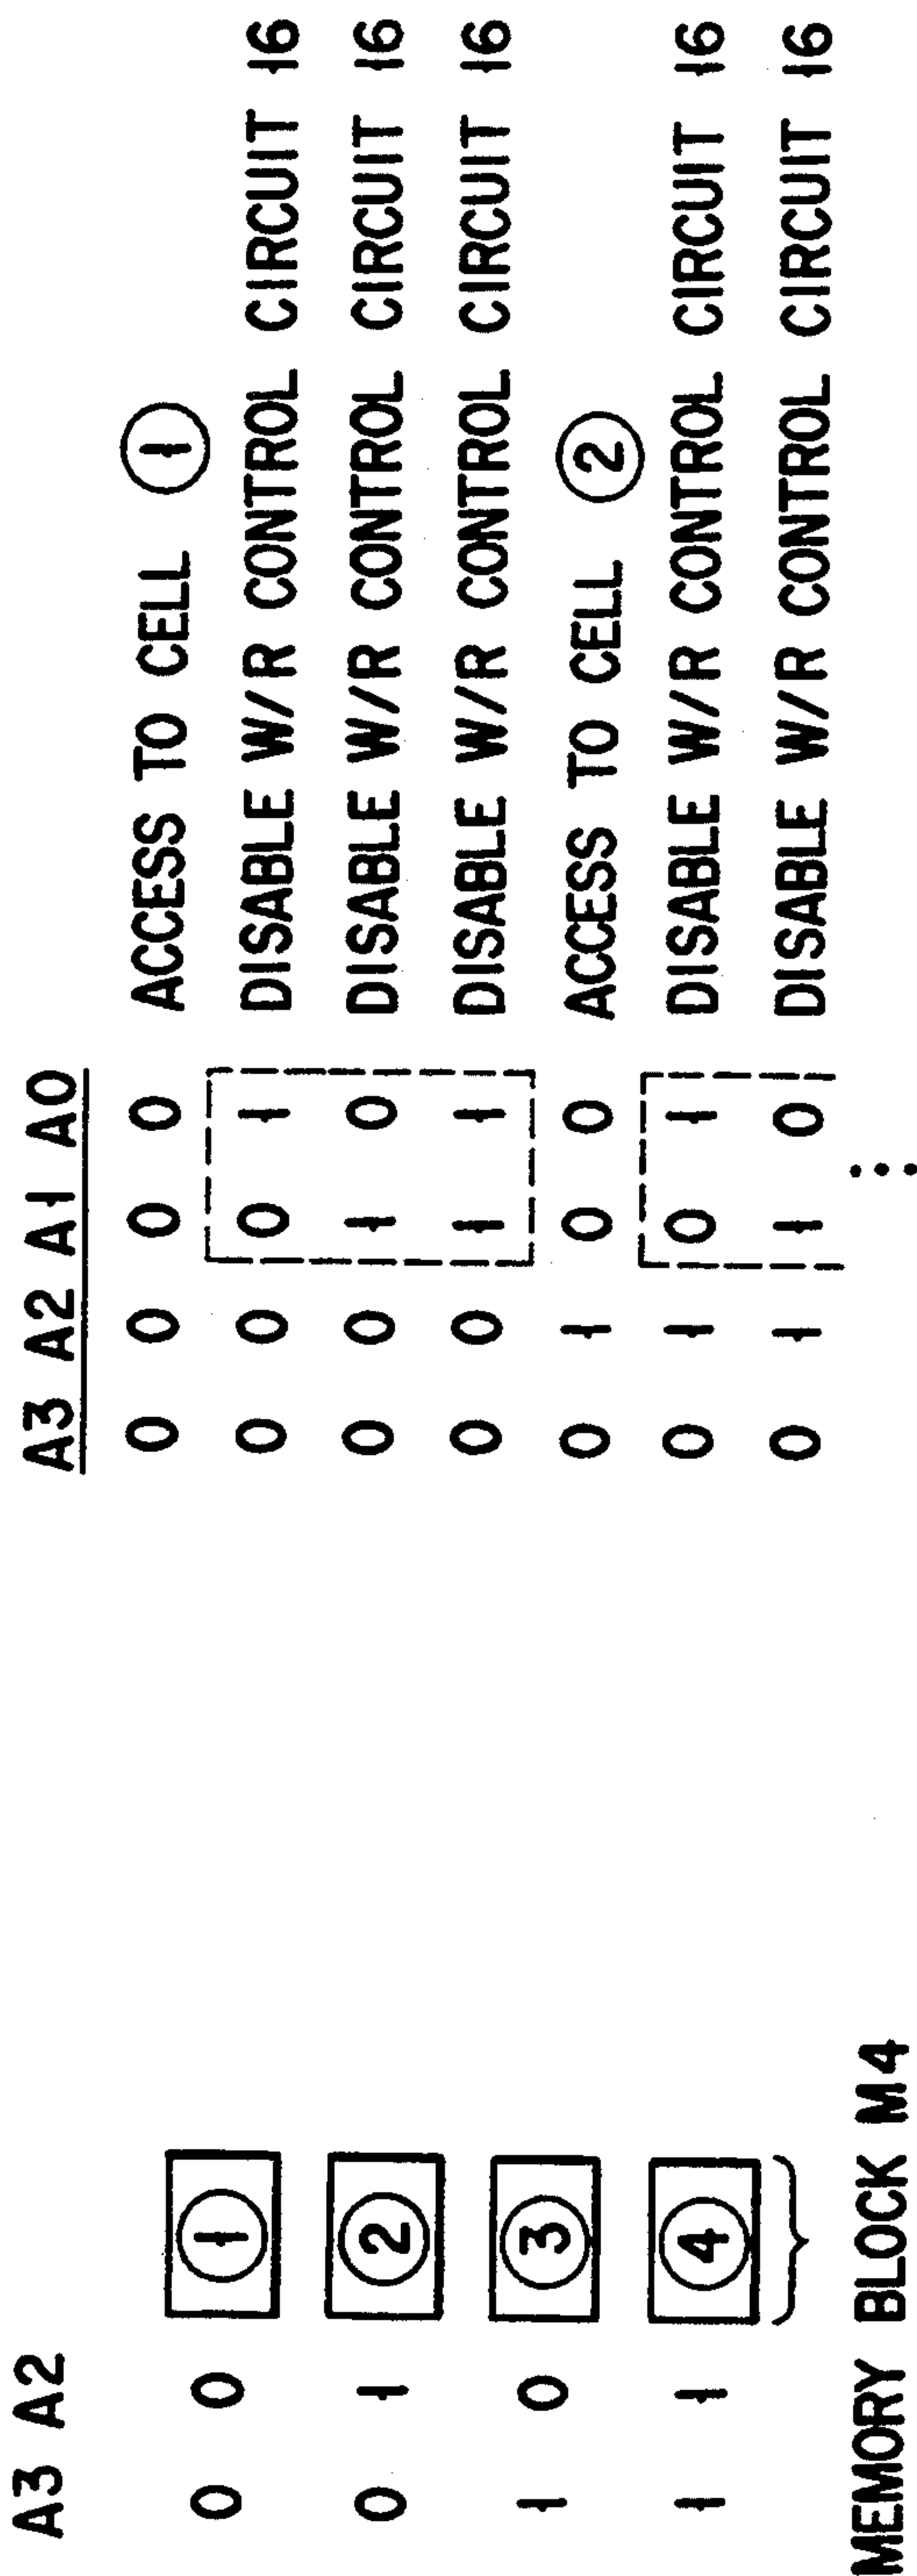 A3 A2
0 0 ①
0 1 ②
1 0 ③
1 1 ④
MEMORY BLOCK M4
A3 A2 A1 A0
0 0 0 0 ACCESS TO CELL ①
0 0 0 1 DISABLE W/R CONTROL CIRCUIT 16
0 0 1 0 DISABLE W/R CONTROL CIRCUIT 16
0 0 1 1 DISABLE W/R CONTROL CIRCUIT 16
0 1 0 0 ACCESS TO CELL ②
0 1 0 1 DISABLE W/R CONTROL CIRCUIT 16
0 1 1 0 DISABLE W/R CONTROL CIRCUIT 16